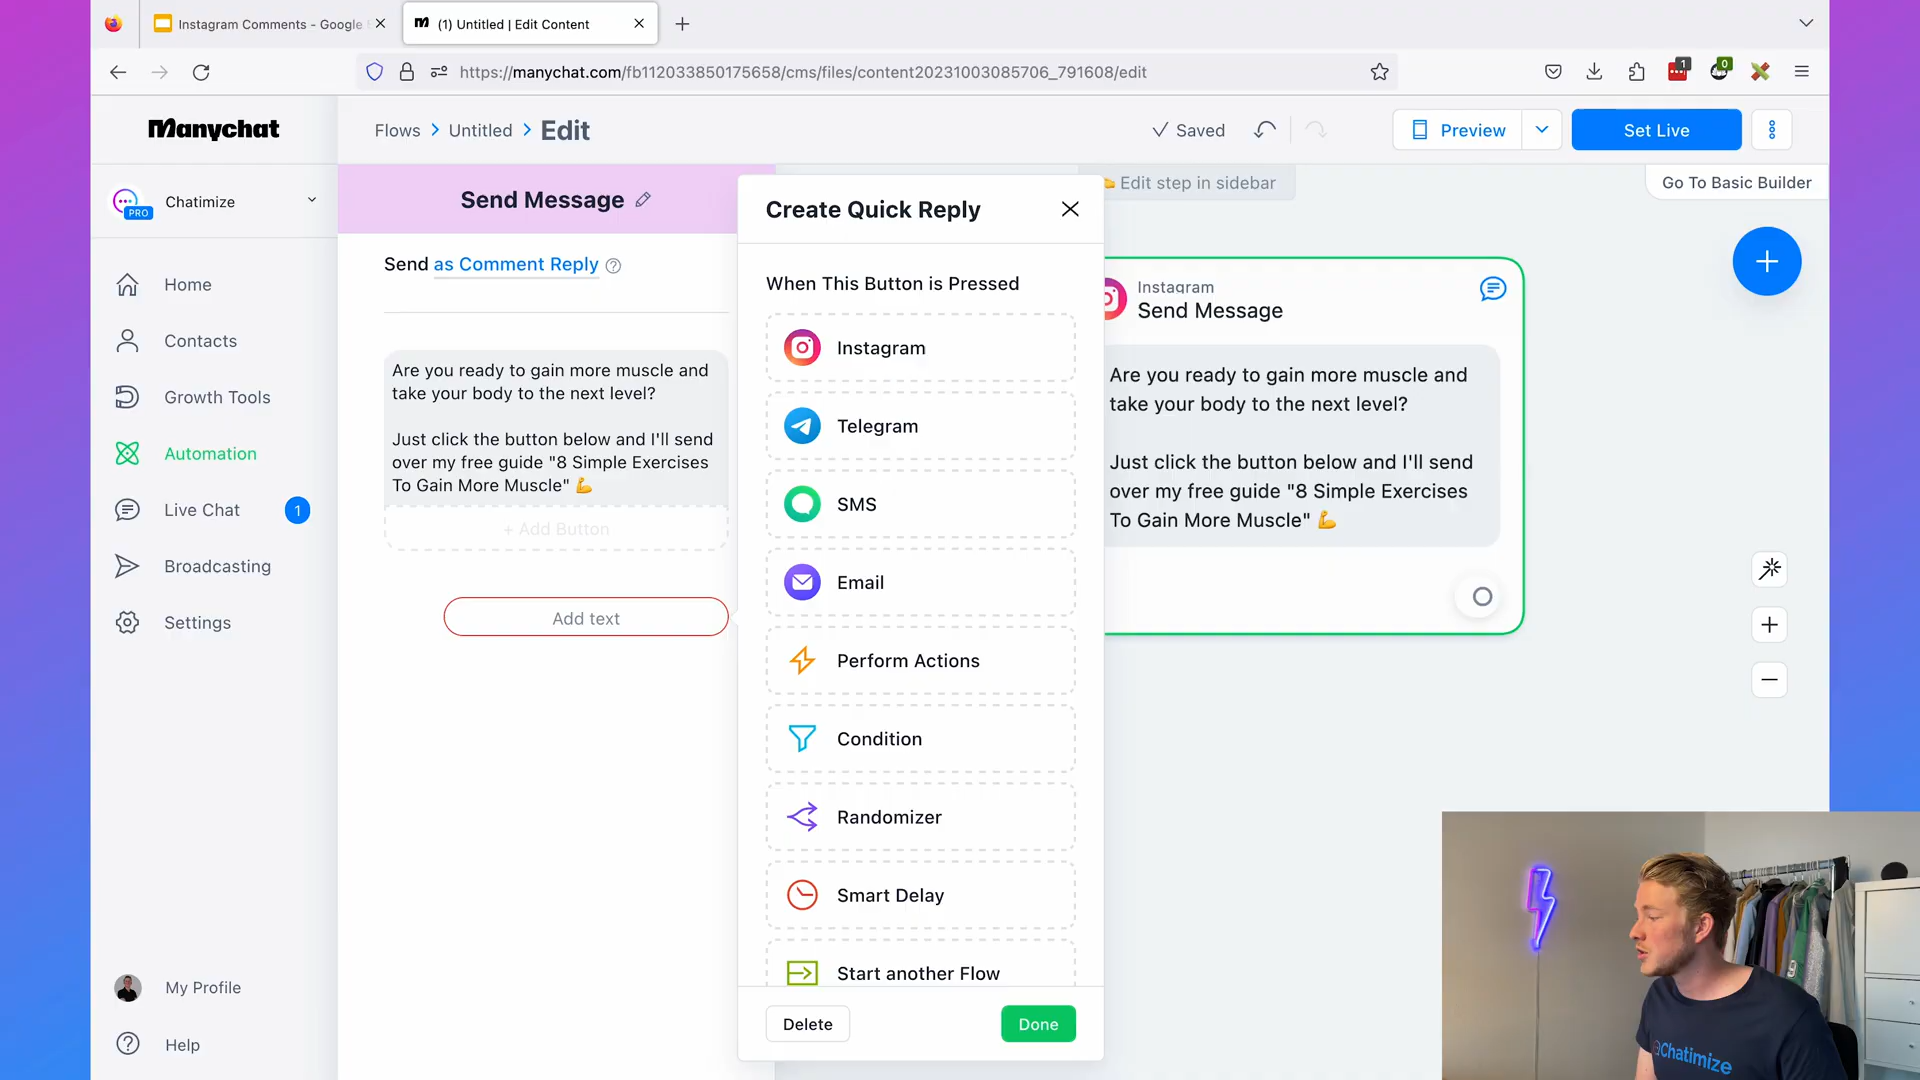 Instagram Comments - Google
(1) Untitled | Edit Content
https://manychat.com/fb112033850175658/cms/files/content20231003085706_791608/edit
1
0
Manychat
Flows
Untitled
Edit
Saved
Preview
Set Live
PRO
Chatimize
Send Message
Create Quick Reply
Edit step in sidebar
Go To Basic Builder
Home
Contacts
Growth Tools
Automation
Live Chat
1
Broadcasting
Settings
My Profile
Help
Send as Comment Reply
Are you ready to gain more muscle and
take your body to the next level?
Just click the button below and I'll send
over my free guide "8 Simple Exercises
To Gain More Muscle" 💪
+ Add Button
Add text
When This Button is Pressed
Instagram
Telegram
SMS
Email
Perform Actions
Condition
Randomizer
Smart Delay
Start another Flow
Delete
Done
Instagram
Send Message
Are you ready to gain more muscle and
take your body to the next level?
Just click the button below and I'll send
over my free guide "8 Simple Exercises
To Gain More Muscle" 💪
Chatimize